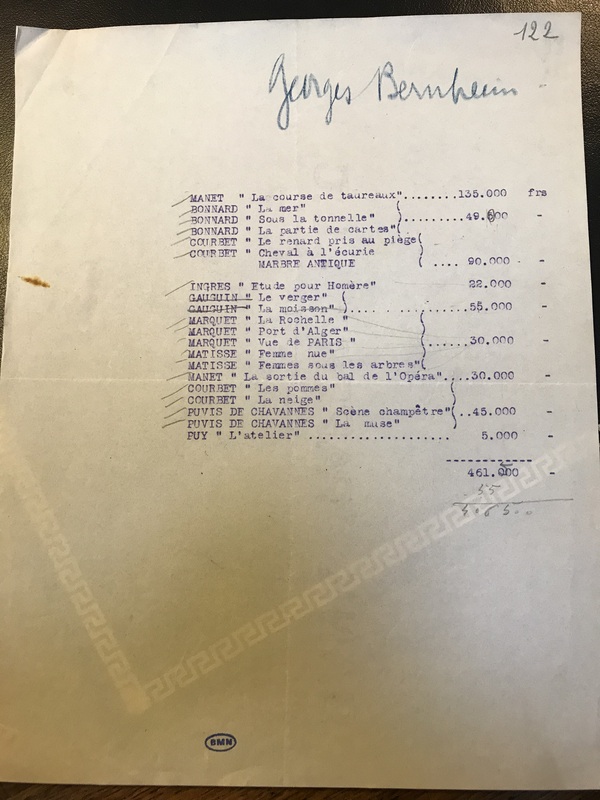 122
Georges Bernheim
MANET " La course de taureaux"........135.000 frs
BONNARD " La mer"
BONNARD " Sous la tonnelle" ).........49.500 -
BONNARD " La partie de cartes"(
COURBET " Le renard pris au piège(
COURBET " Cheval à l'écurie
MARBRE ANTIQUE ( .... 90.000 -
INGRES " Etude pour Homère" 22.000 -
GAUGUIN " Le verger" (
GAUGUIN " La moisson")... .. ........ 55.000 -
MARQUET " La Rochelle "
MARQUET " Port d'Alger"
MARQUET " Vue de PARIS " ).....30.000 -
MATISSE " Femme nue"
MATISSE " Femmes sous les arbres"(
MANET "La sortie du bal de l'Opéra"....30.000 -
COURBET " Les pommes"
COURBET " La neige"
PUVIS DE CHAVANNES " Scène champêtre"...45.000 -
PUVIS DE CHAVANNES " La muse"
PUY " L'atelier" ..................... 5.000 -
461.500 -
55
BMN